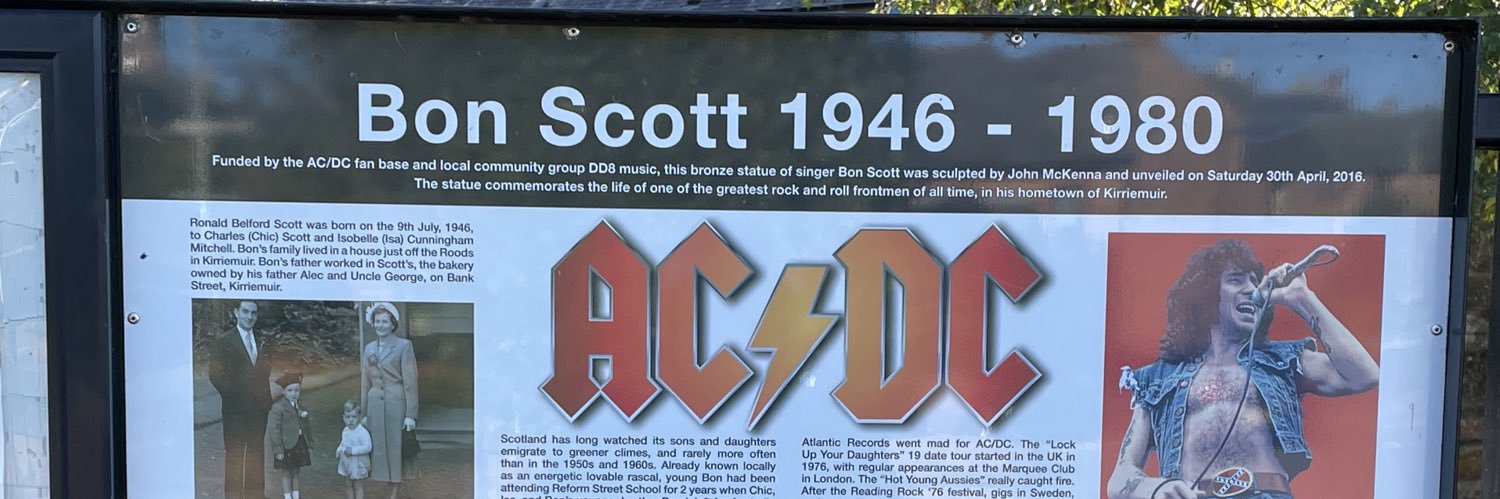 Bon Scott 1946 - 1980
Funded by the AC/DC fan base and local community group DD8 music, this bronze statue of singer Bon Scott was sculpted by John McKenna and unveiled on Saturday 30th April, 2016.
The statue commemorates the life of one of the greatest rock and roll frontmen of all time, in his hometown of Kirriemuir.
Ronald Belford Scott was born on the 9th July, 1946,
to Charles (Chic) Scott and Isobelle (Isa) Cunningham
Mitchell. Bon's family lived in a house just off the Roods
in Kirriemuir. Bon's father worked in Scott's, the bakery
owned by his father Alec and Uncle George, on Bank
Street, Kirriemuir.
AC/DC
Scotland has long watched its sons and daughters
emigrate to greener climes, and rarely more often
than in the 1950s and 1960s. Already known locally
as an energetic lovable rascal, young Bon had been
attending Reform Street School for 2 years when Chic,
Atlantic Records went mad for AC/DC. The "Lock
Up Your Daughters" 19 date tour started in the UK in
1976, with regular appearances at the Marquee Club
in London. The "Hot Young Aussies" really caught fire.
After the Reading Rock '76 festival, gigs in Sweden,